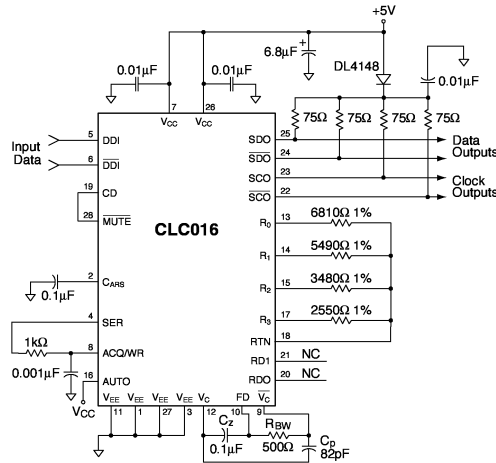 +5V
6.8µF
+
DL4148
0.01µF
0.01µF
0.01µF
7
26
VCC
VCC
75Ω
75Ω
75Ω
75Ω
Input
Data
5
DDI
6
DDI
19
CD
28
MUTE
CLC016
SDO
25
Data
Outputs
SDO
24
SCO
23
Clock
Outputs
SCO
22
R0
13
6810Ω 1%
R1
14
5490Ω 1%
R2
15
3480Ω 1%
R3
17
2550Ω 1%
RTN
18
RD1
21
NC
RDO
20
NC
2
CARS
0.1µF
4
SER
1kΩ
8
ACQ/WR
0.001µF
16
AUTO
VCC
VEE
VEE
VEE
VEE
VC
FD
VC
11
1
27
3
12
10
9
CZ
0.1µF
RBW
500Ω
Cp
82pF